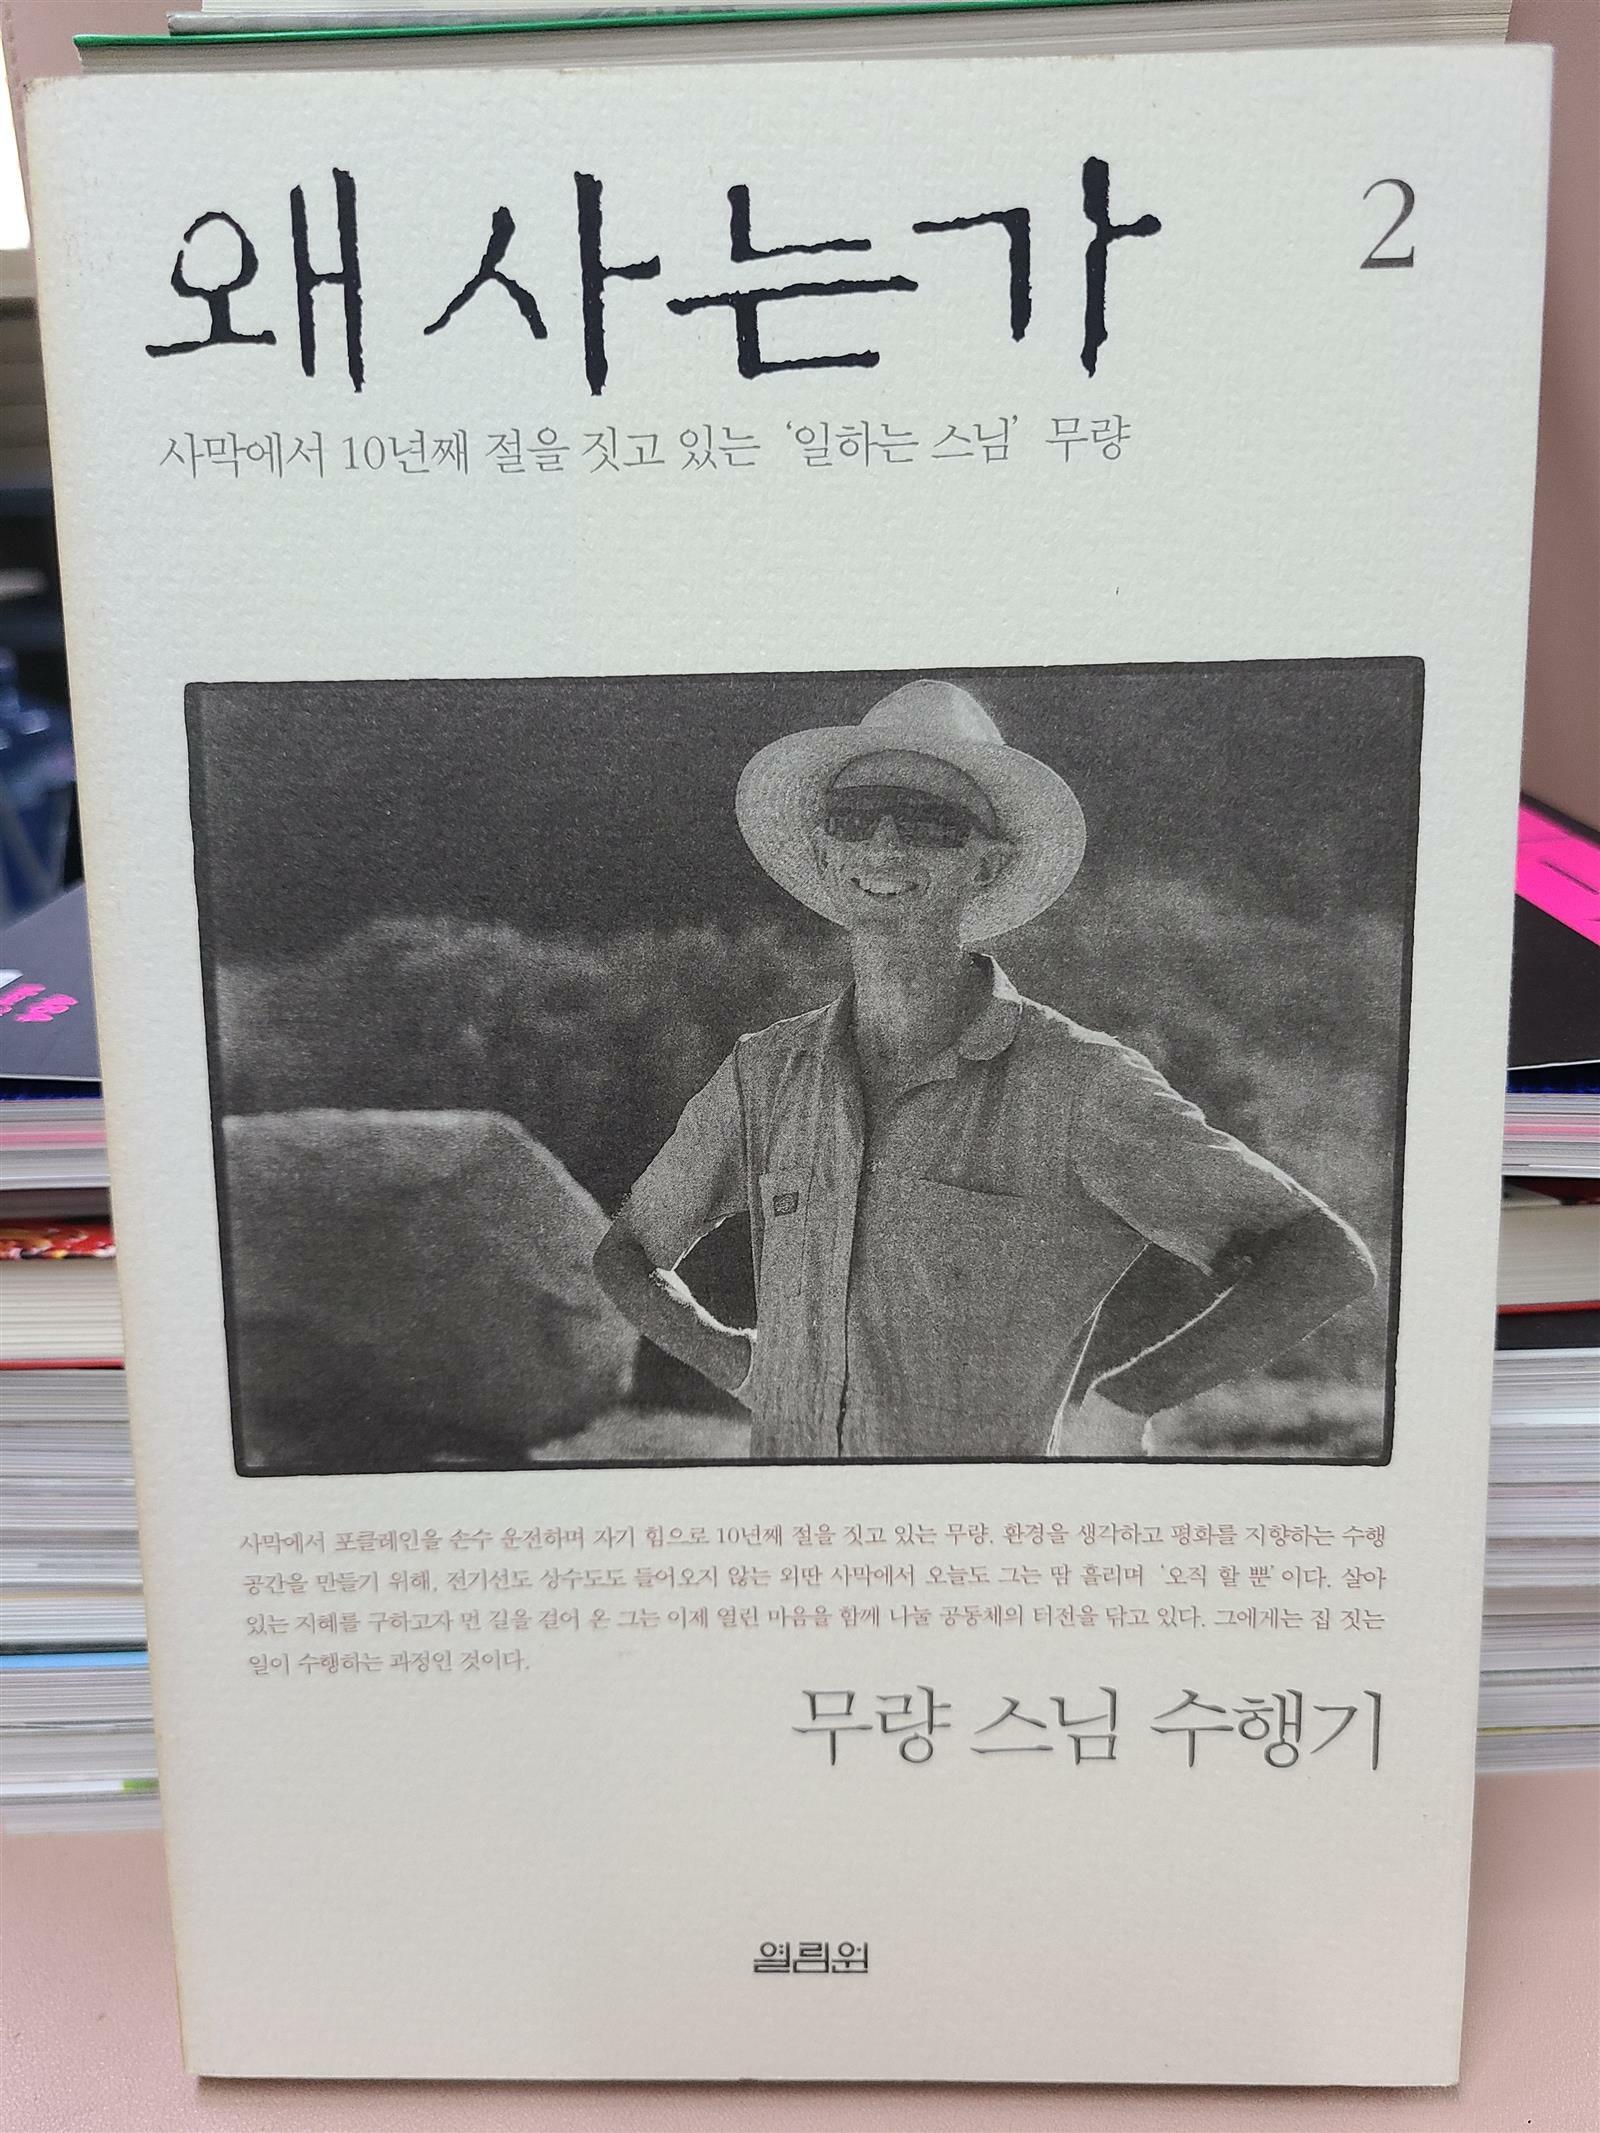 왜 사는가 2
사막에서 10년째 절을 짓고 있는 '일하는 스님' 무량
사막에서 포클레인을 손수 운전하며 자기 힘으로 10년째 절을 짓고 있는 무량. 환경을 생각하고 평화를 지향하는 수행
공간을 만들기 위해, 전기선도 상수도도 들어오지 않는 외딴 사막에서 오늘도 그는 땀 흘리며 '오직 할 뿐'이다. 살아
있는 지혜를 구하고자 먼 길을 걸어 온 그는 이제 열린 마음을 함께 나눌 공동체의 터전을 닦고 있다. 그에게는 집 짓는
일이 수행하는 과정인 것이다.
무량 스님 수행기
열림원